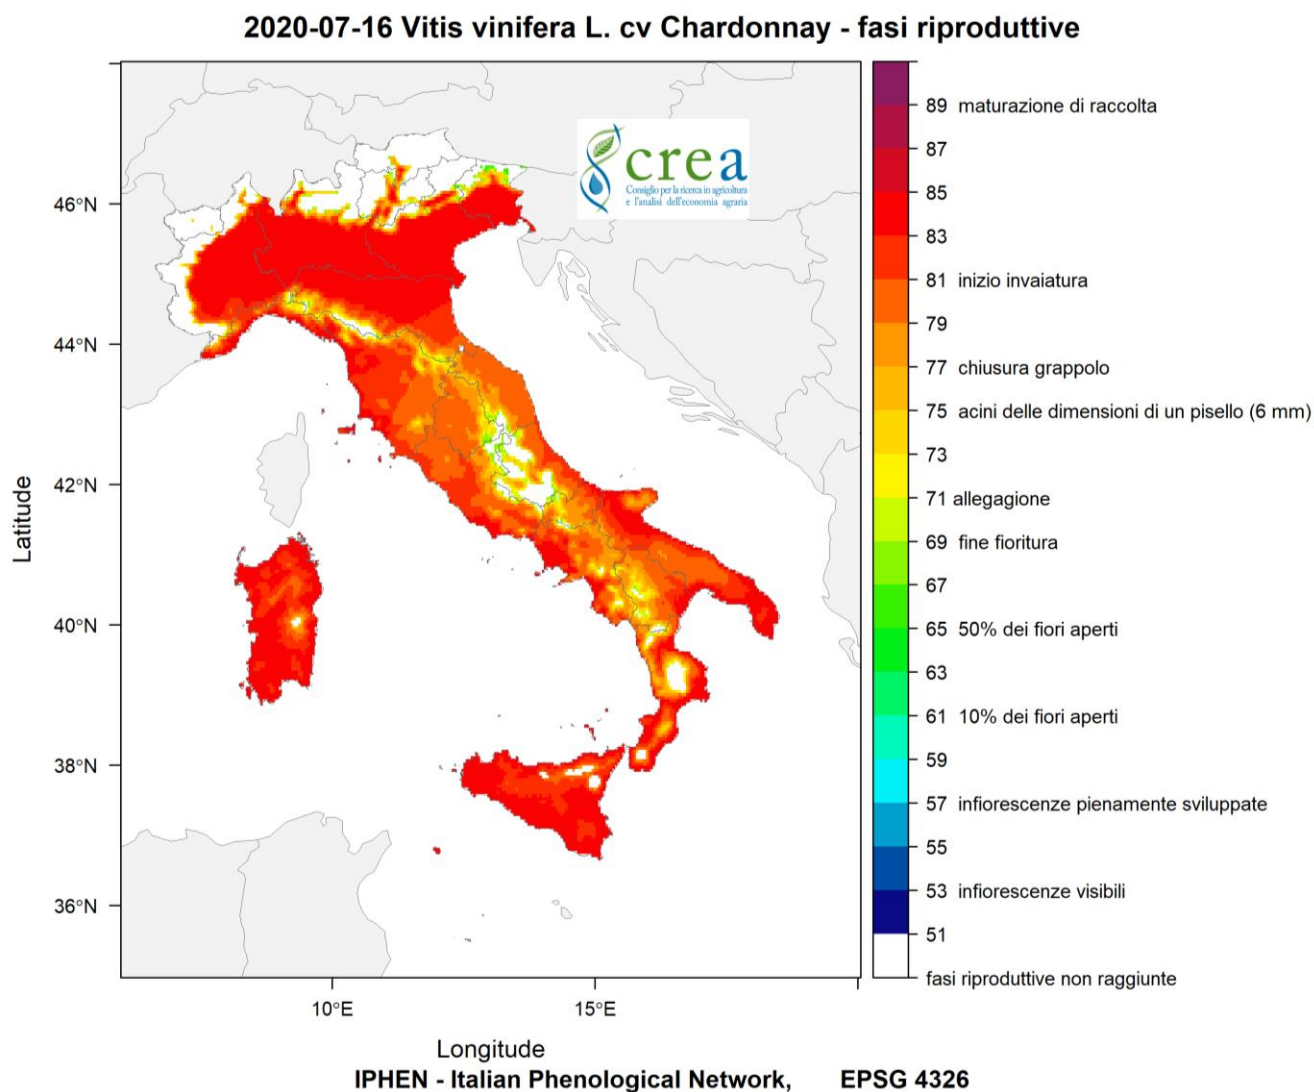 2020-07-16 Vitis vinifera L. cv Chardonnay - fasi riproduttive
crea
Consiglio per la ricerca in agricoltura
e l'analisi dell'economia agraria
46°N
44°N
42°N
40°N
38°N
36°N
Latitude
10°E
15°E
Longitude
89 maturazione di raccolta
87
85
83
81 inizio invaiatura
79
77 chiusura grappolo
75 acini delle dimensioni di un pisello (6 mm)
73
71 allegagione
69 fine fioritura
67
65 50% dei fiori aperti
63
61 10% dei fiori aperti
59
57 infiorescenze pienamente sviluppate
55
53 infiorescenze visibili
51
fasi riproduttive non raggiunte
IPHEN - Italian Phenological Network, EPSG 4326